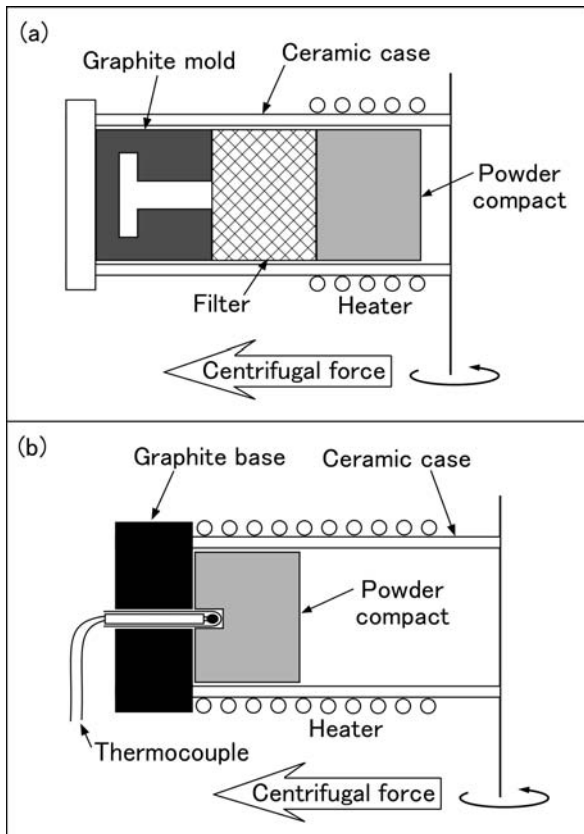 (a)
Graphite mold
Ceramic case
Powder
compact
Filter
Heater
Centrifugal force
(b)
Graphite base
Ceramic case
Powder
compact
Heater
Thermocouple
Centrifugal force